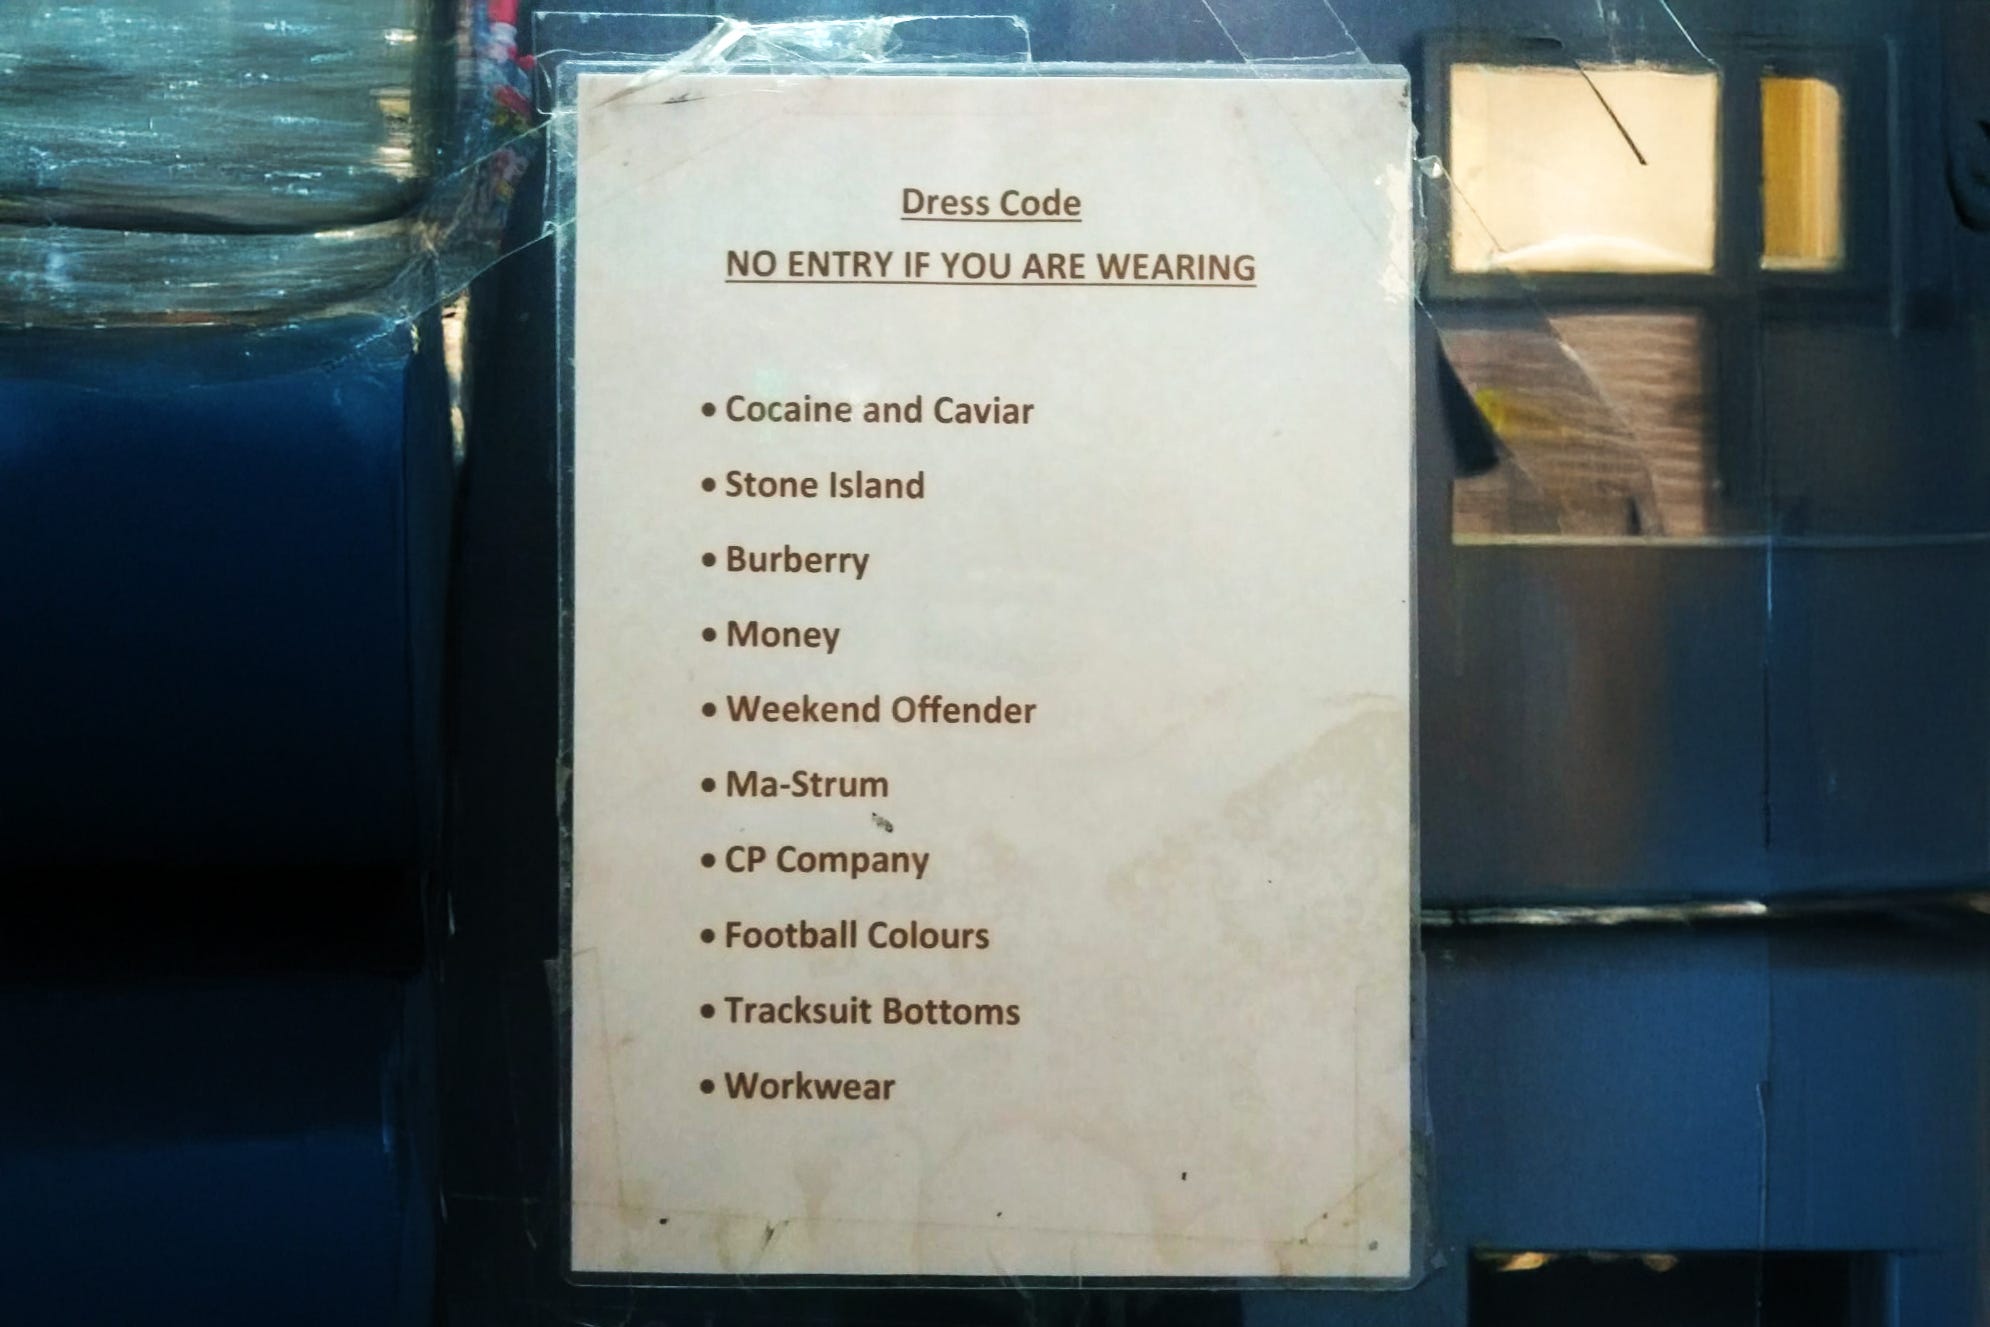 Dress Code
NO ENTRY IF YOU ARE WEARING
• Cocaine and Caviar
• Stone Island
• Burberry
• Money
• Weekend Offender
• Ma-Strum
• CP Company
• Football Colours
• Tracksuit Bottoms
• Workwear